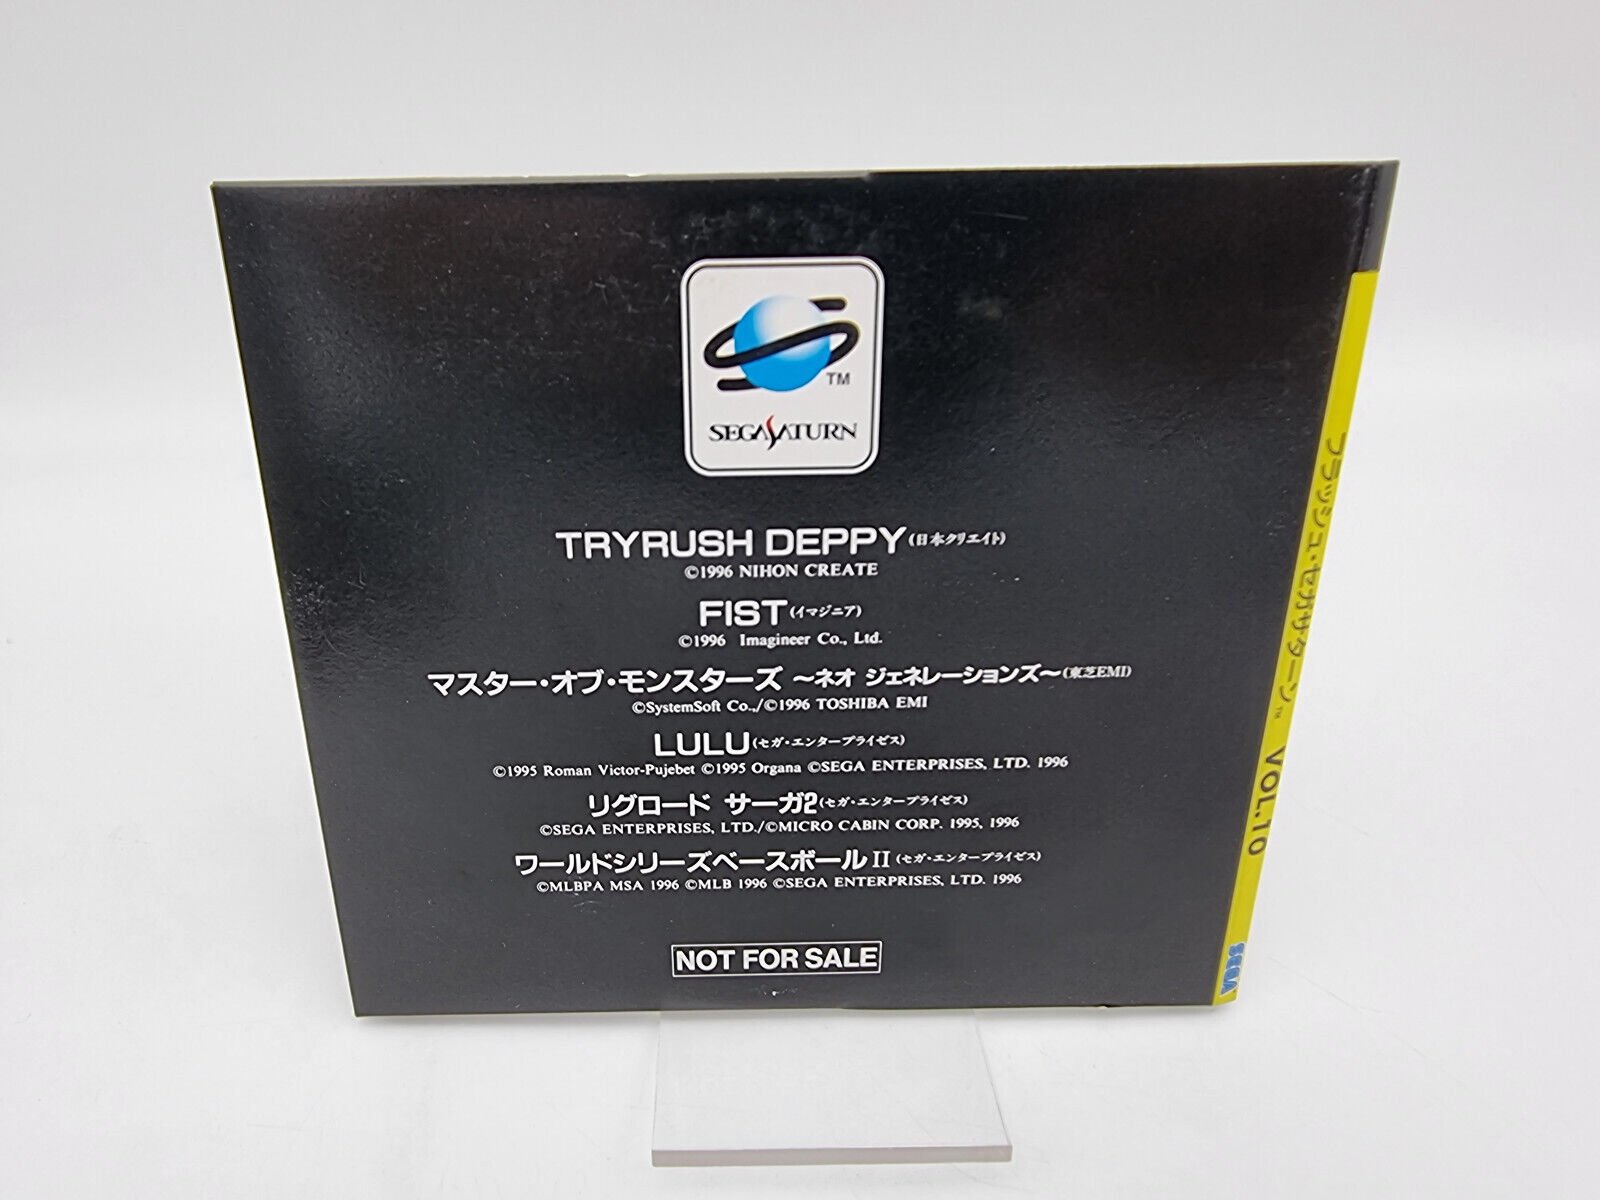 TM
SEGA SATURN
TRYRUSH DEPPY(日本クリエイト)
©1996 NIHON CREATE
FIST(イマジニア)
©1996 Imagineer Co., Ltd.
マスター・オブ・モンスターズ ～ネオ ジェネレーションズ～(東芝EMI)
©SystemSoft Co.,/©1996 TOSHIBA EMI
LULU(セガ・エンタープライゼス)
©1995 Roman Victor-Pujebet ©1995 Organa ©SEGA ENTERPRISES, LTD. 1996
リグロード サーガ2(セガ・エンタープライゼス)
©SEGA ENTERPRISES, LTD./©MICRO CABIN CORP. 1995, 1996
ワールドシリーズベースボールII(セガ・エンタープライゼス)
©MLBPA MSA 1996 ©MLB 1996 ©SEGA ENTERPRISES, LTD. 1996
NOT FOR SALE
フラッシュ・セガサターン™ VOL.10
SEGA